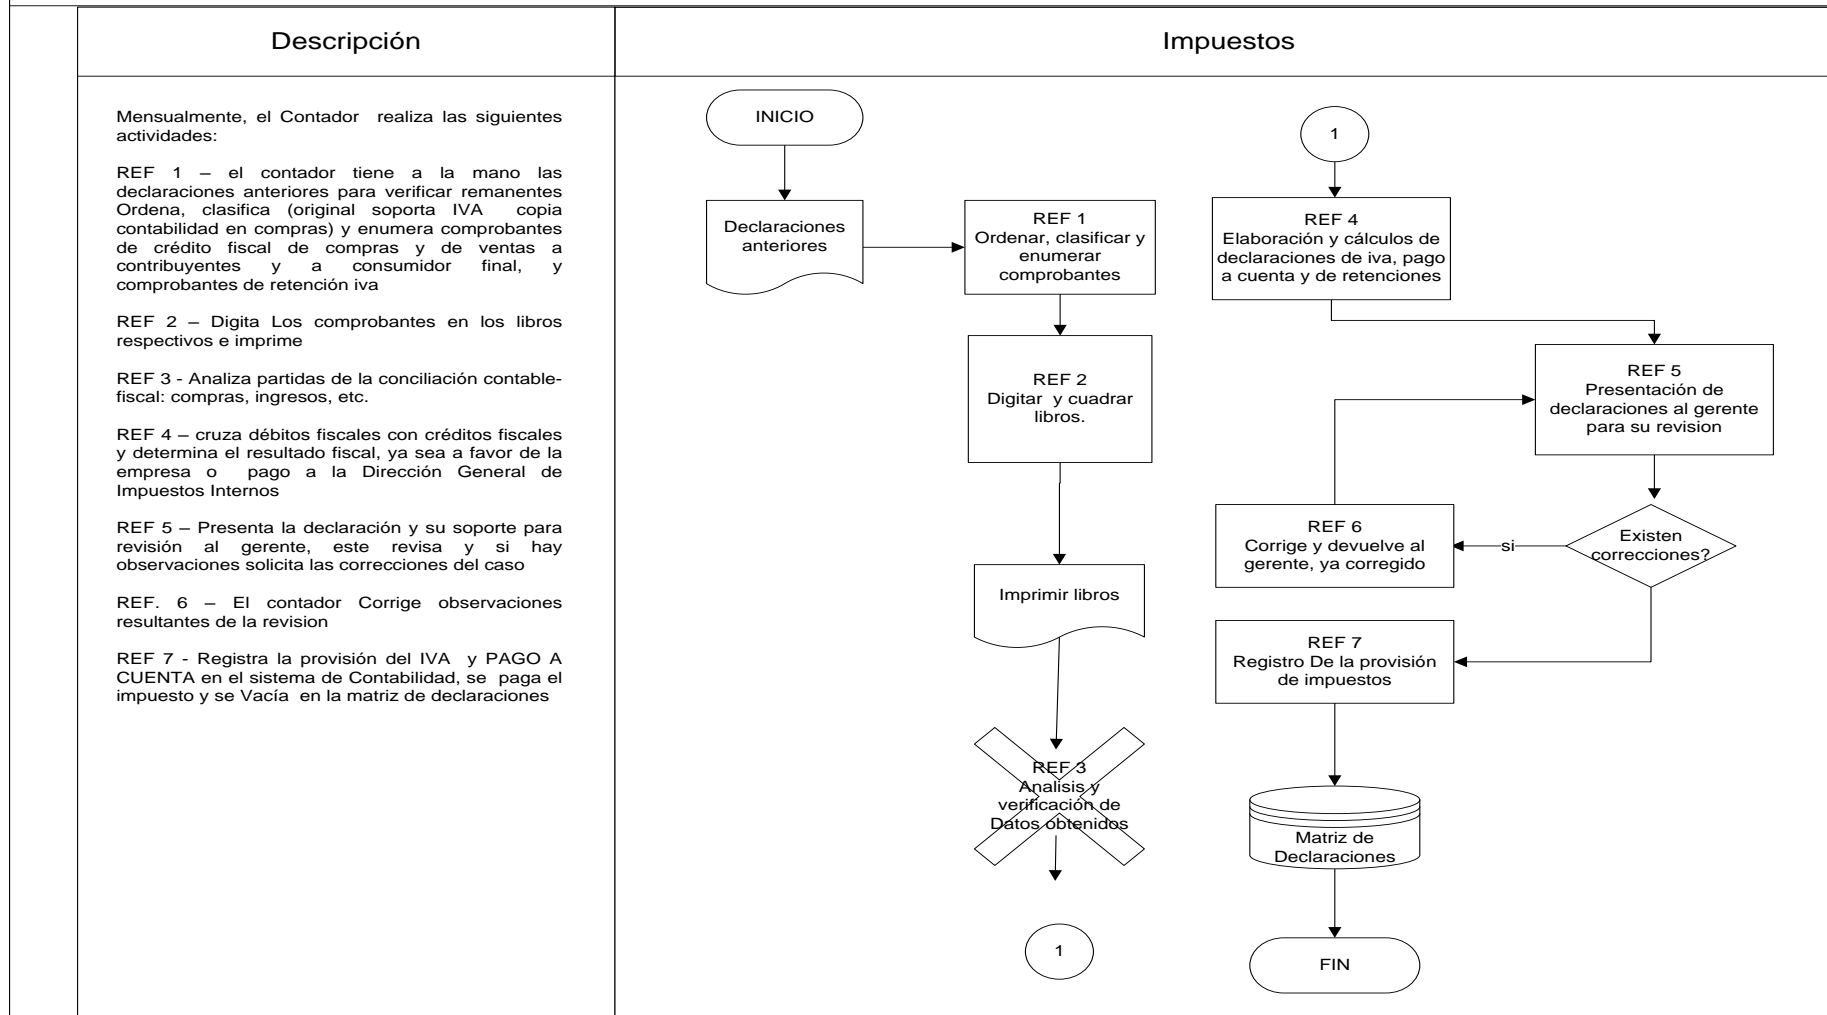 Descripción
Impuestos
Mensualmente, el Contador realiza las siguientes
actividades:
REF 1 – el contador tiene a la mano las
declaraciones anteriores para verificar remanentes
Ordena, clasifica (original soporta IVA copia
contabilidad en compras) y enumera comprobantes
de crédito fiscal de compras y de ventas a
contribuyentes y a consumidor final, y
comprobantes de retención iva
REF 2 – Digita Los comprobantes en los libros
respectivos e imprime
REF 3 - Analiza partidas de la conciliación contable-
fiscal: compras, ingresos, etc.
REF 4 – cruza débitos fiscales con créditos fiscales
y determina el resultado fiscal, ya sea a favor de la
empresa o pago a la Dirección General de
Impuestos Internos
REF 5 – Presenta la declaración y su soporte para
revisión al gerente, este revisa y si hay
observaciones solicita las correcciones del caso
REF. 6 – El contador Corrige observaciones
resultantes de la revision
REF 7 - Registra la provisión del IVA y PAGO A
CUENTA en el sistema de Contabilidad, se paga el
impuesto y se Vacía en la matriz de declaraciones
INICIO
Declaraciones
anteriores
REF 1
Ordenar, clasificar y
enumerar
comprobantes
REF 2
Digitar y cuadrar
libros.
Imprimir libros
REF 3
Analisis y
verificación de
Datos obtenidos
1
1
REF 4
Elaboración y cálculos de
declaraciones de iva, pago
a cuenta y de retenciones
REF 5
Presentación de
declaraciones al gerente
para su revision
Existen
correcciones?
si
REF 6
Corrige y devuelve al
gerente, ya corregido
REF 7
Registro De la provisión
de impuestos
Matriz de
Declaraciones
FIN